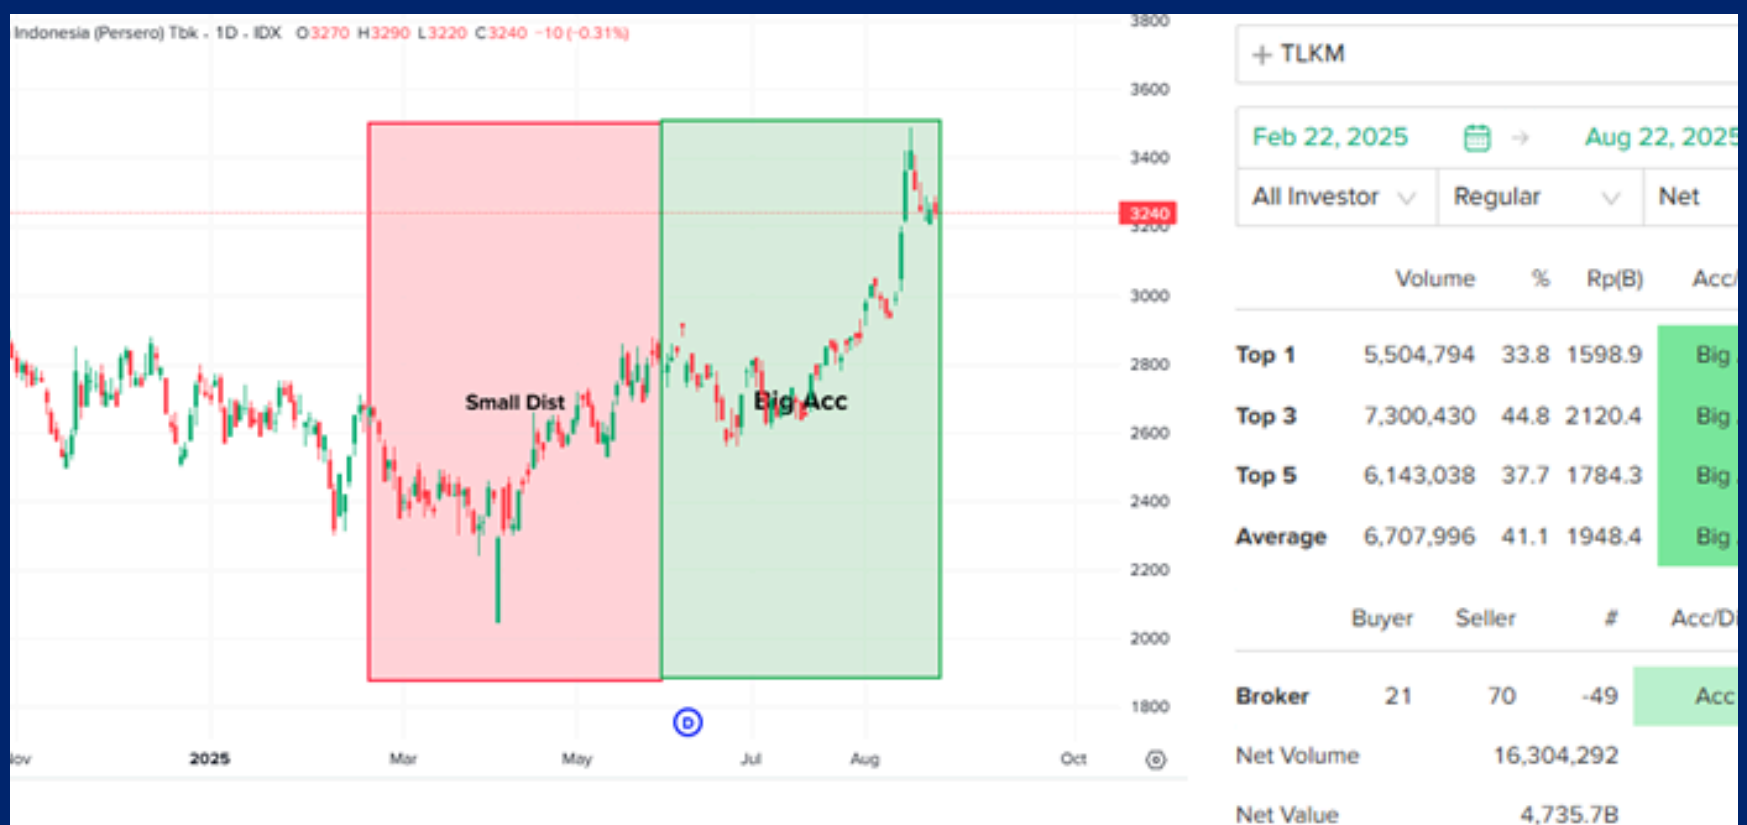 Indonesia (Persero) Tbk · 1D · IDX O3270 H3290 L3220 C3240 −10 (−0.31%)
3800
3600
3400
3240
3200
3000
2800
2600
2400
2200
2000
1800
Small Dist
Big Acc
D
2025 Mar May Jul Aug Oct
+ TLKM
Feb 22, 2025 → Aug 22, 2025
All Investor Regular Net
Volume % Rp(B) Acc/
Top 1 5,504,794 33.8 1598.9 Big
Top 3 7,300,430 44.8 2120.4 Big
Top 5 6,143,038 37.7 1784.3 Big
Average 6,707,996 41.1 1948.4 Big
Buyer Seller # Acc/Di
Broker 21 70 -49 Acc
Net Volume 16,304,292
Net Value 4,735.7B